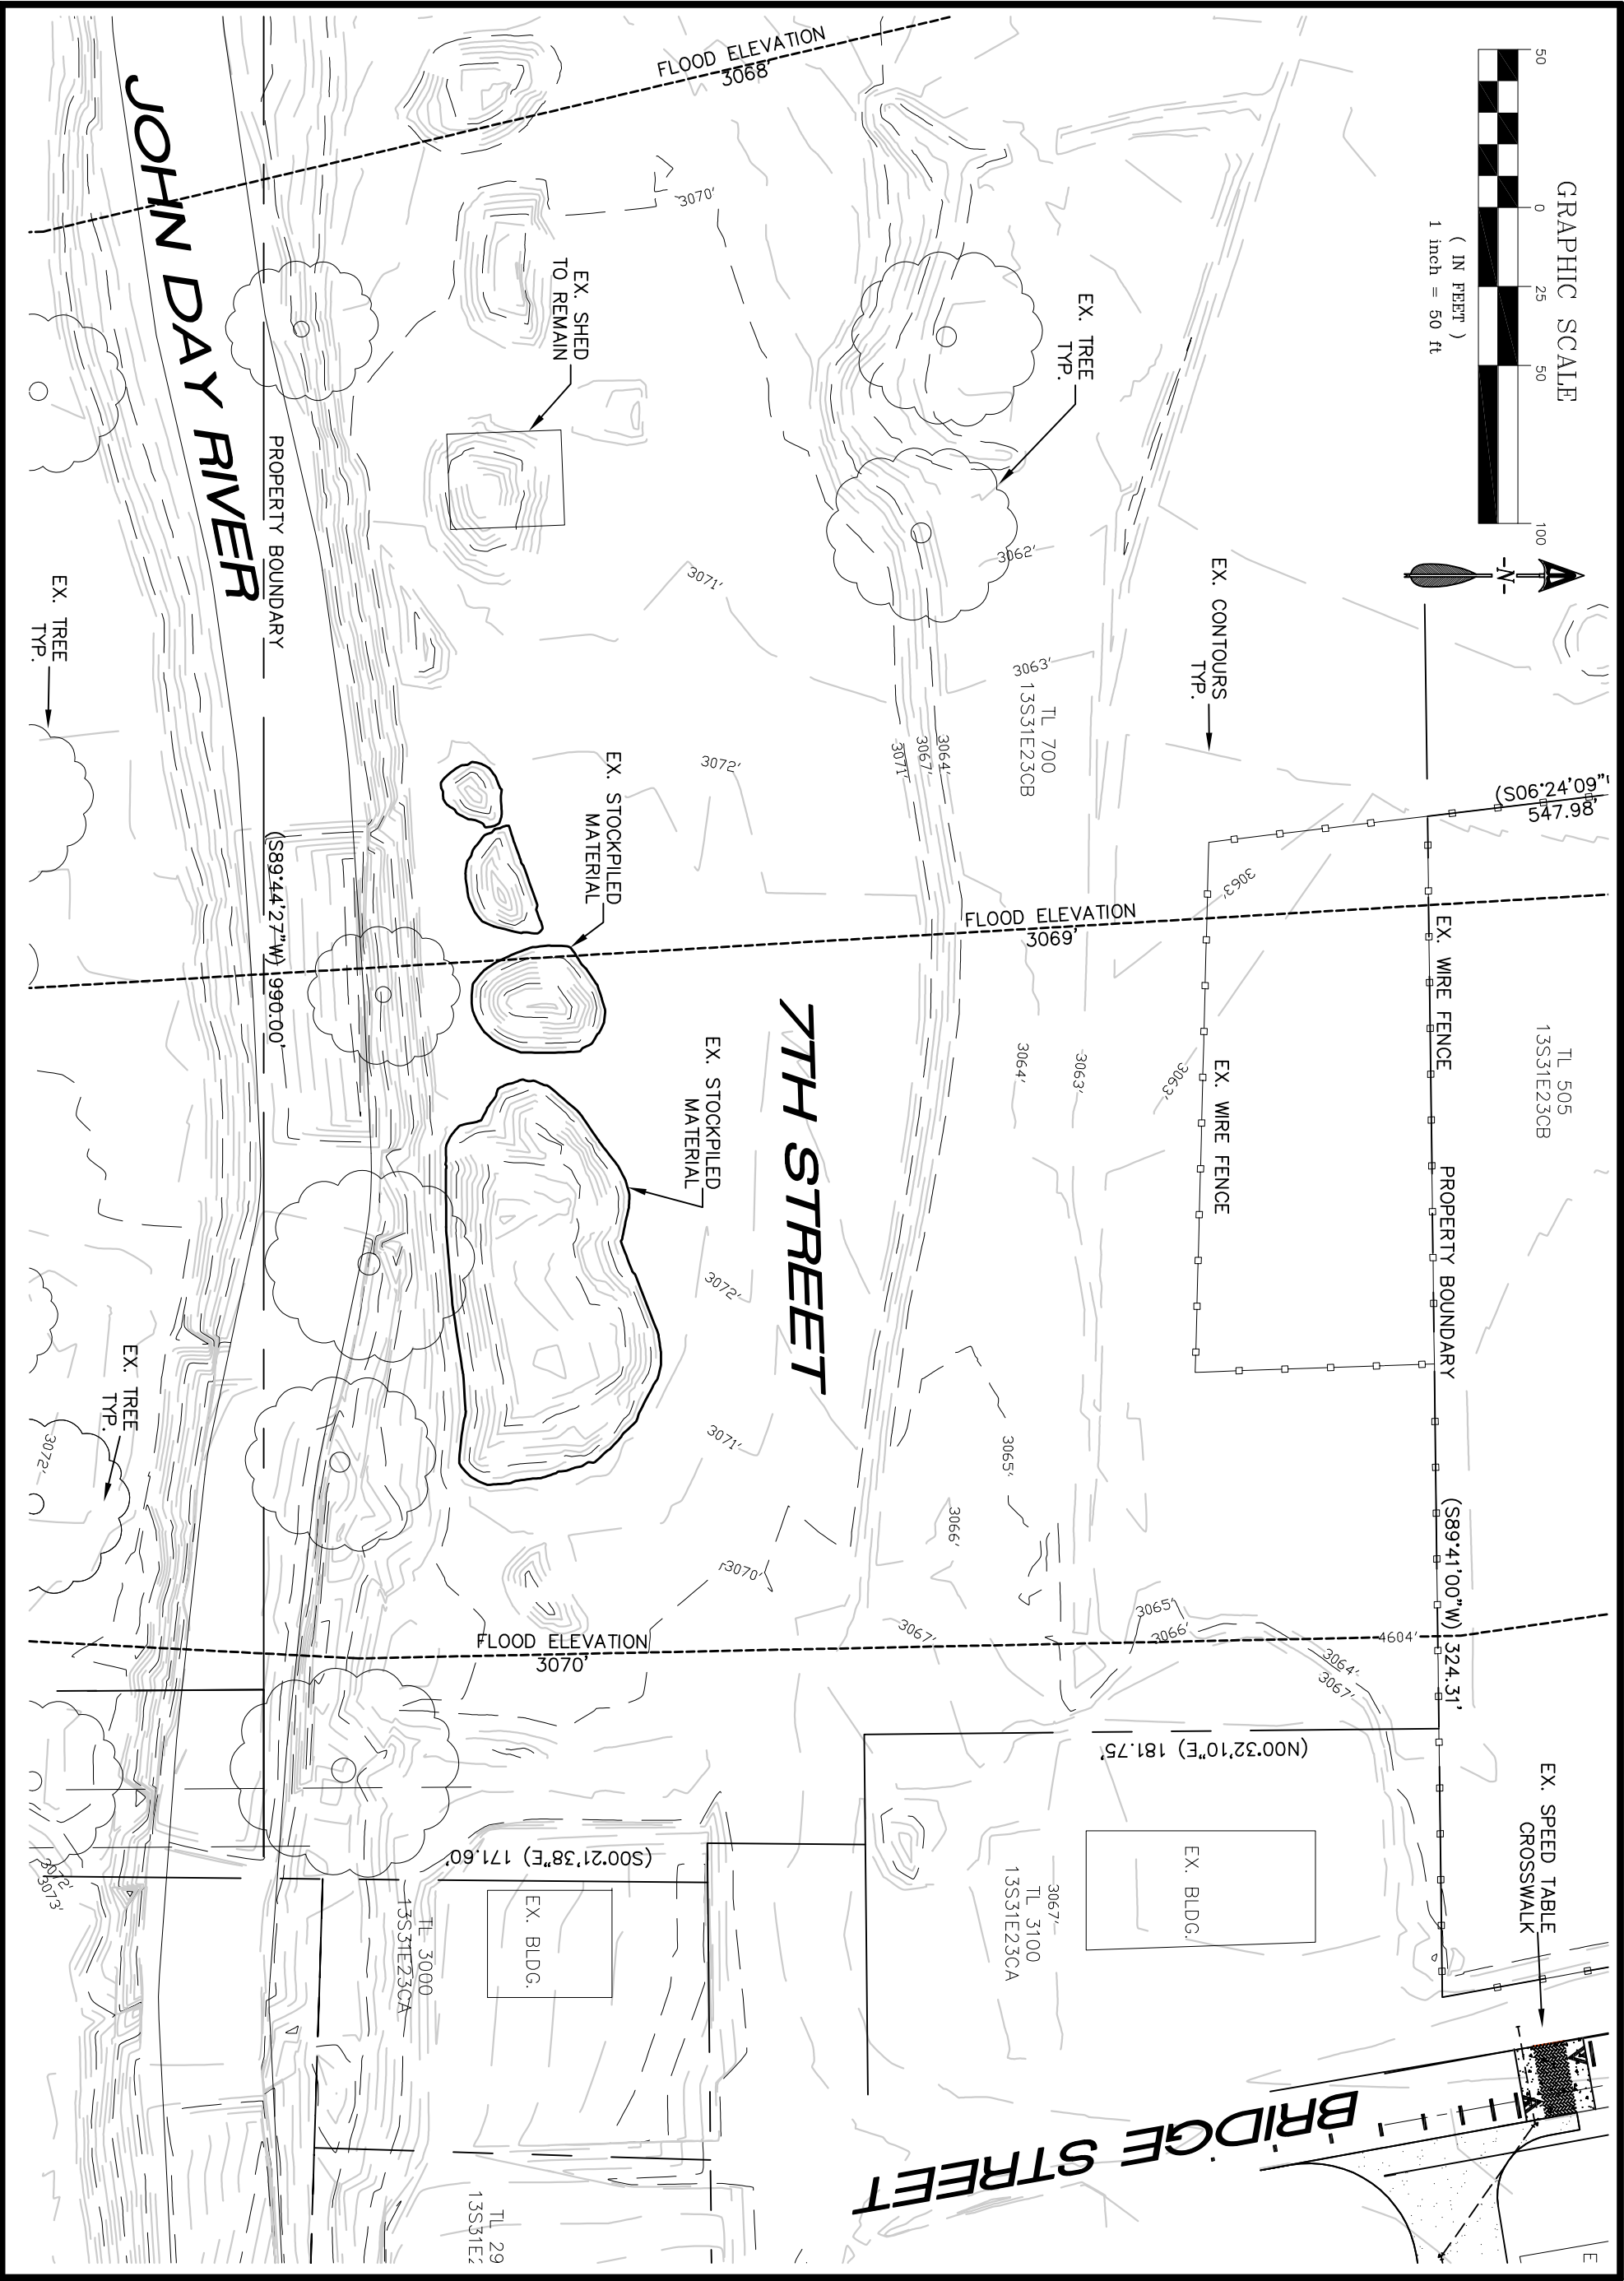 GRAPHIC SCALE
50
0
25
50
100
( IN FEET )
1 inch = 50 ft
-N-
FLOOD ELEVATION
3068'
JOHN DAY RIVER
PROPERTY BOUNDARY
EX. SHED
TO REMAIN
EX. TREE
TYP.
EX. TREE
TYP.
EX. CONTOURS
TYP.
3070'
3071'
3062'
3063'
TL 700
13S31E23CB
3072'
3071'
3067'
3064'
(S06°24'09"
547.98'
EX. STOCKPILED
MATERIAL
(S89°44'27"W) 990.00'
FLOOD ELEVATION
3069'
3063'
EX. WIRE FENCE
TL 505
13S31E23CB
EX. WIRE FENCE
3063'
3063'
3064'
7TH STREET
EX. STOCKPILED
MATERIAL
PROPERTY BOUNDARY
3072'
3071'
EX. TREE
TYP.
3072'
3065'
3066'
3070'
3067'
(S89°41'00"W) 324.31'
3065'
3066'
4604'
3064'
3067'
FLOOD ELEVATION
3070'
(N00°32'10"E) 181.75'
(S00°21'38"E) 171.60'
EX. SPEED TABLE
CROSSWALK
EX. BLDG.
3067'
TL 3100
13S31E23CA
EX. BLDG.
TL 3000
13S31E23CA
3072'
3073'
BRIDGE STREET
TL 29
13S31E2
E